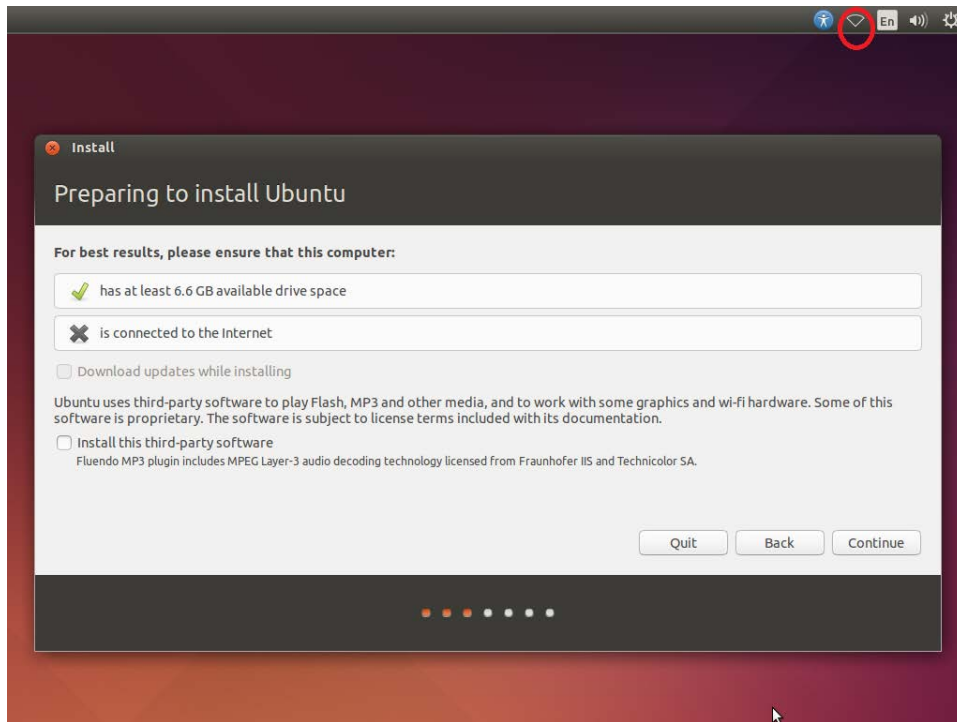 En
Install
Preparing to install Ubuntu
For best results, please ensure that this computer:
has at least 6.6 GB available drive space
is connected to the Internet
Download updates while installing
Ubuntu uses third-party software to play Flash, MP3 and other media, and to work with some graphics and wi-fi hardware. Some of this
software is proprietary. The software is subject to license terms included with its documentation.
Install this third-party software
Fluendo MP3 plugin includes MPEG Layer-3 audio decoding technology licensed from Fraunhofer IIS and Technicolor SA.
Quit Back Continue